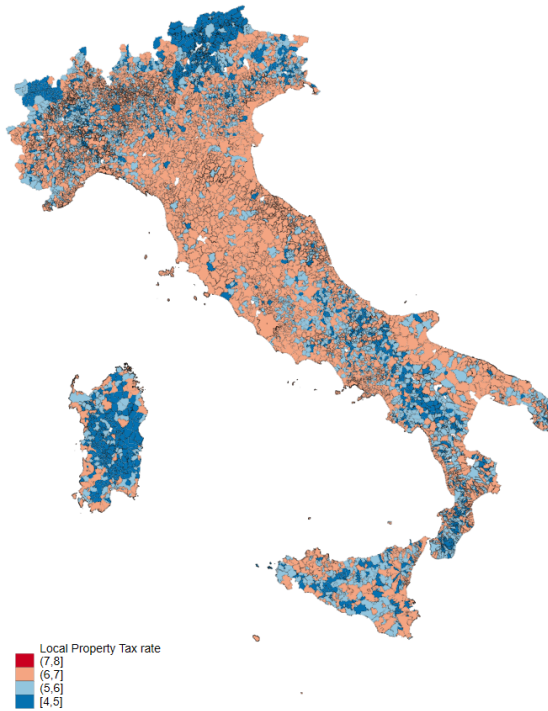 Local Property Tax rate
(7,8]
(6,7]
(5,6]
[4,5]